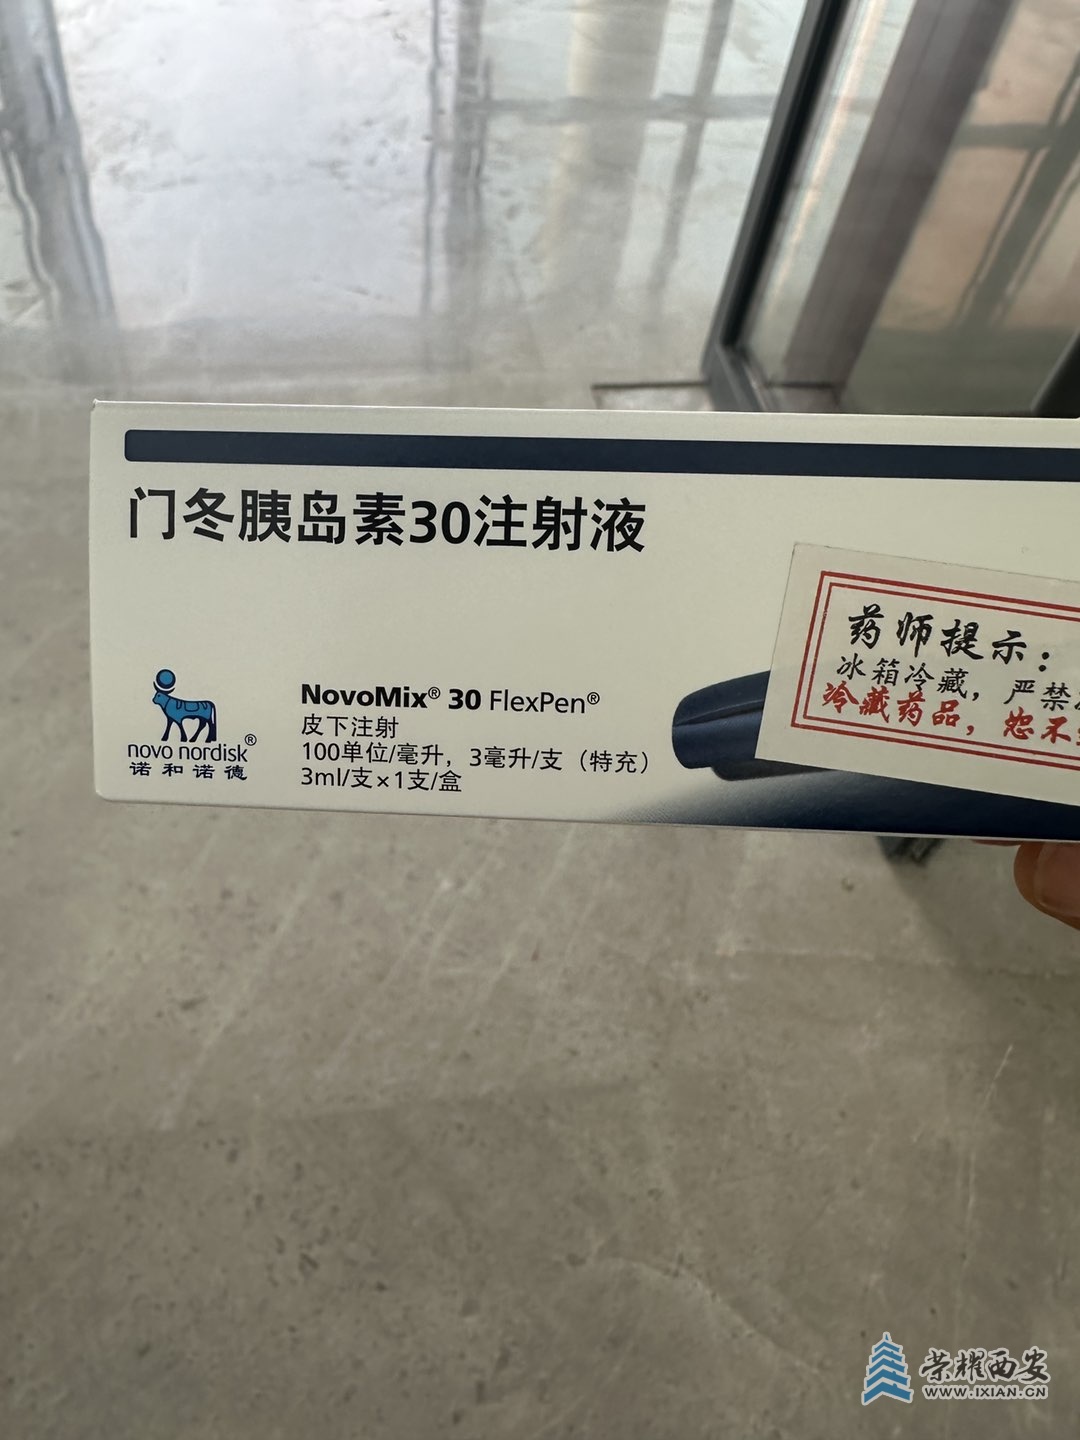 门冬胰岛素30注射液
药师提示：
冰箱冷藏，严禁
冷藏药品，恕不
novo nordisk®
诺和诺德
NovoMix® 30 FlexPen®
皮下注射
100单位/毫升，3毫升/支（特充）
3ml/支×1支/盒
荣耀西安
WWW.IXIAN.CN